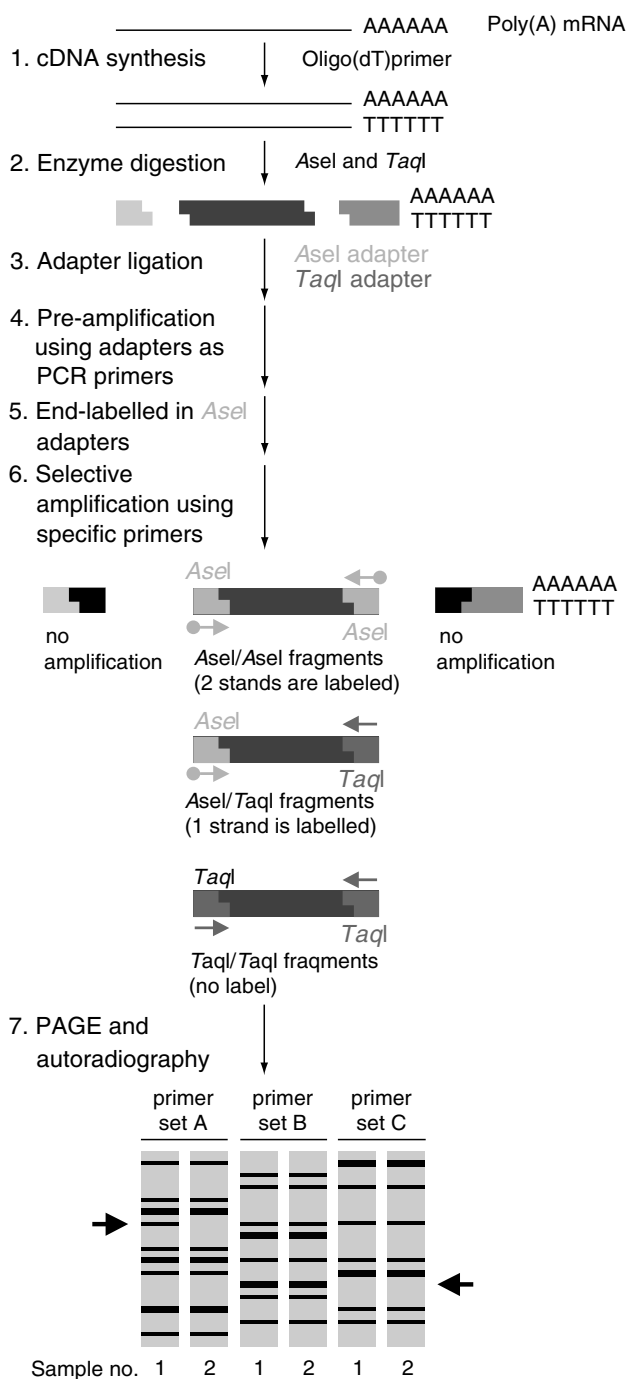 AAAAAA Poly(A) mRNA
1. cDNA synthesis
Oligo(dT)primer
AAAAAA
TTTTTT
2. Enzyme digestion
AseI and TaqI
AAAAAA
TTTTTT
3. Adapter ligation
AseI adapter
TaqI adapter
4. Pre-amplification
using adapters as
PCR primers
5. End-labelled in AseI
adapters
6. Selective
amplification using
specific primers
no
amplification
AseI
AseI
AseI/AseI fragments
(2 stands are labeled)
AAAAAA
TTTTTT
no
amplification
AseI
TaqI
AseI/TaqI fragments
(1 strand is labelled)
TaqI
TaqI
TaqI/TaqI fraqments
(no label)
7. PAGE and
autoradiography
primer
set A
primer
set B
primer
set C
Sample no. 1 2 1 2 1 2